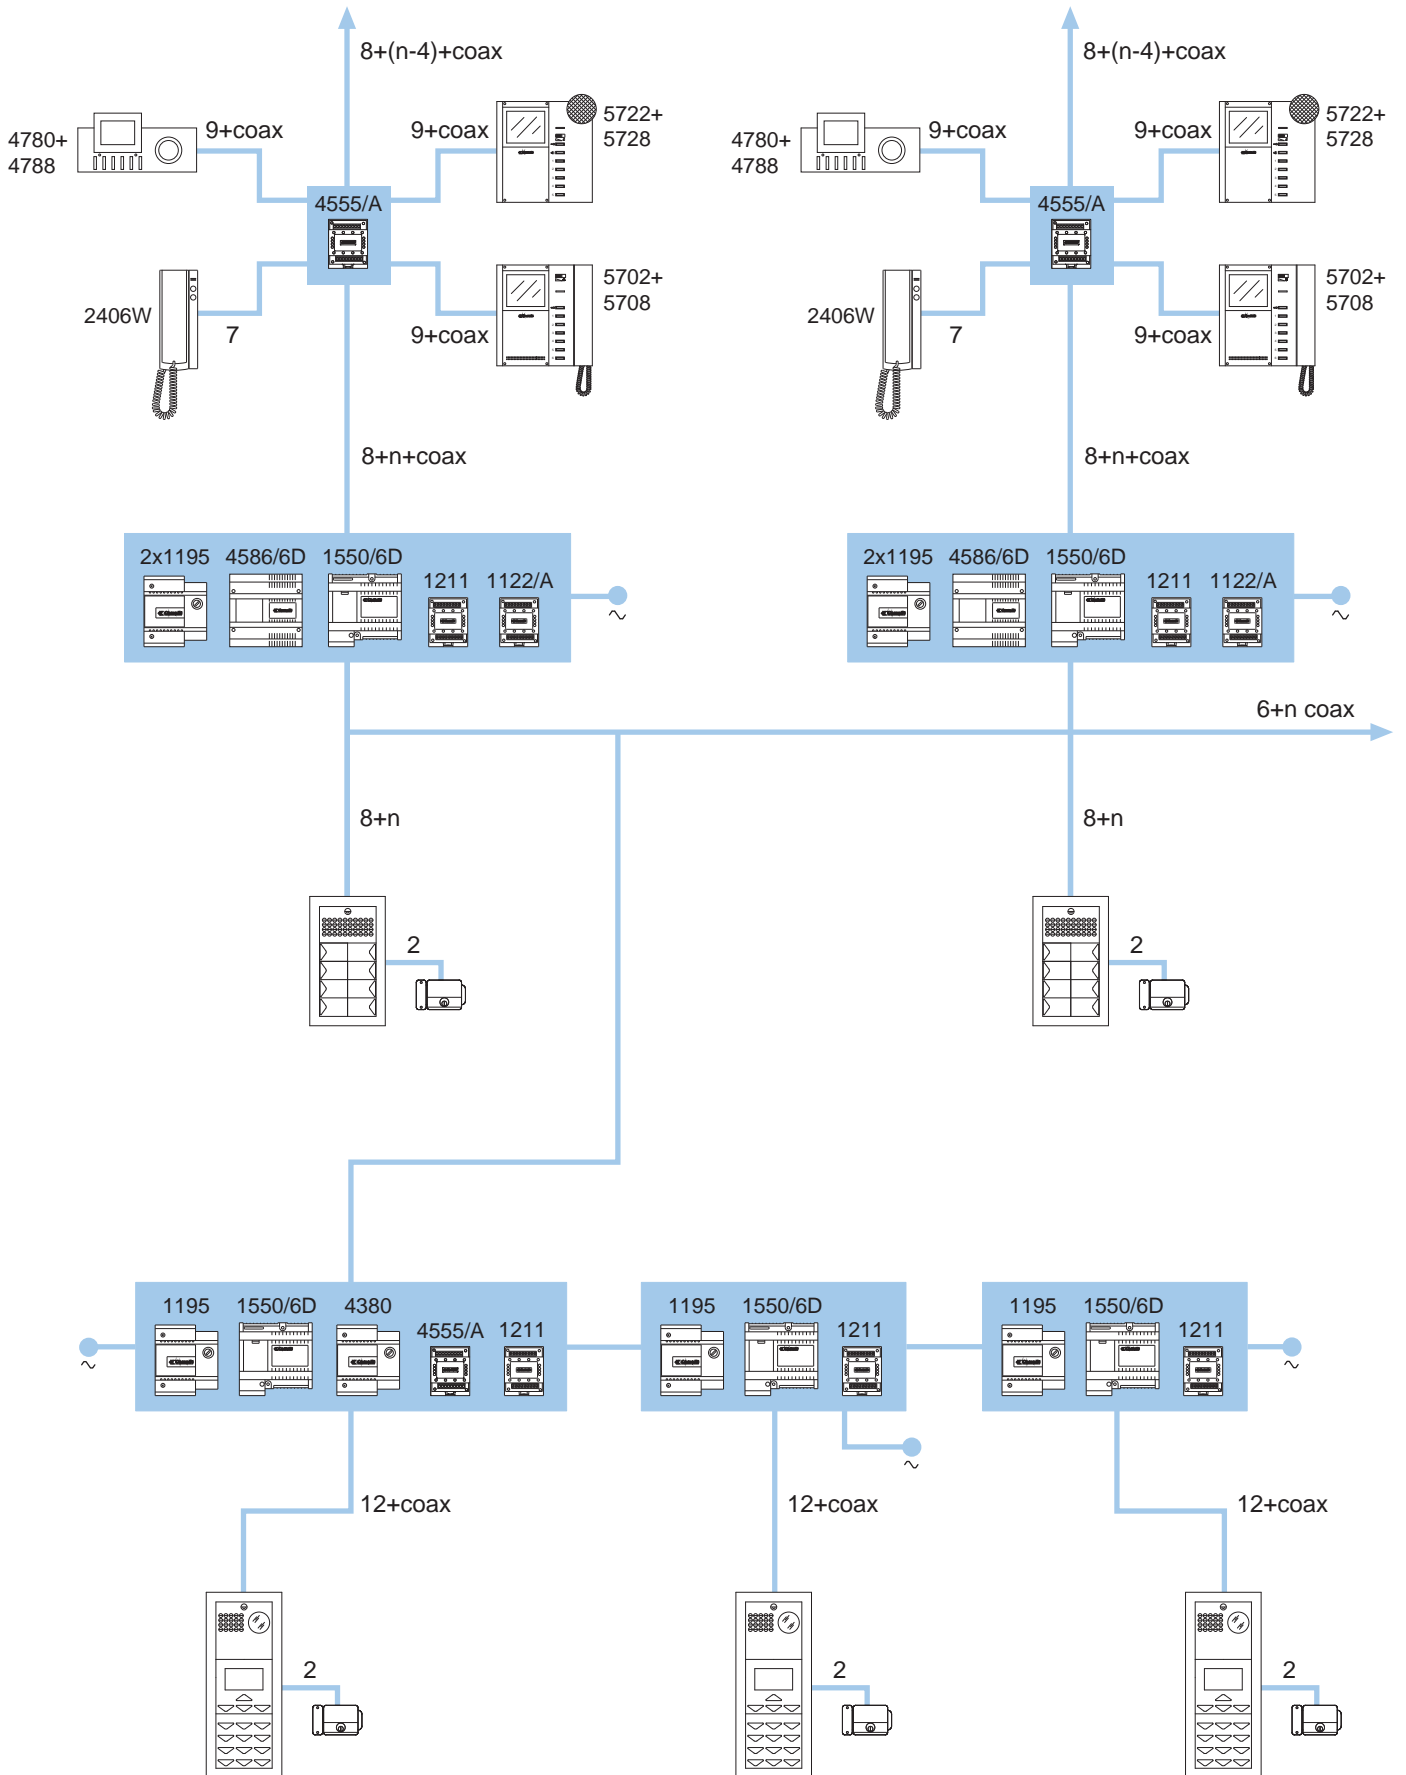 8+(n-4)+coax
8+(n-4)+coax
4780+
4788
9+coax
9+coax
5722+
5728
4780+
4788
9+coax
9+coax
5722+
5728
4555/A
4555/A
2406W
7
9+coax
5702+
5708
2406W
7
9+coax
5702+
5708
8+n+coax
8+n+coax
2x1195 4586/6D 1550/6D 1211 1122/A
~
2x1195 4586/6D 1550/6D 1211 1122/A
~
6+n coax
8+n
8+n
2
2
1195 1550/6D 4380 4555/A 1211
~
1195 1550/6D 1211
~
1195 1550/6D 1211
~
12+coax
12+coax
12+coax
2
2
2